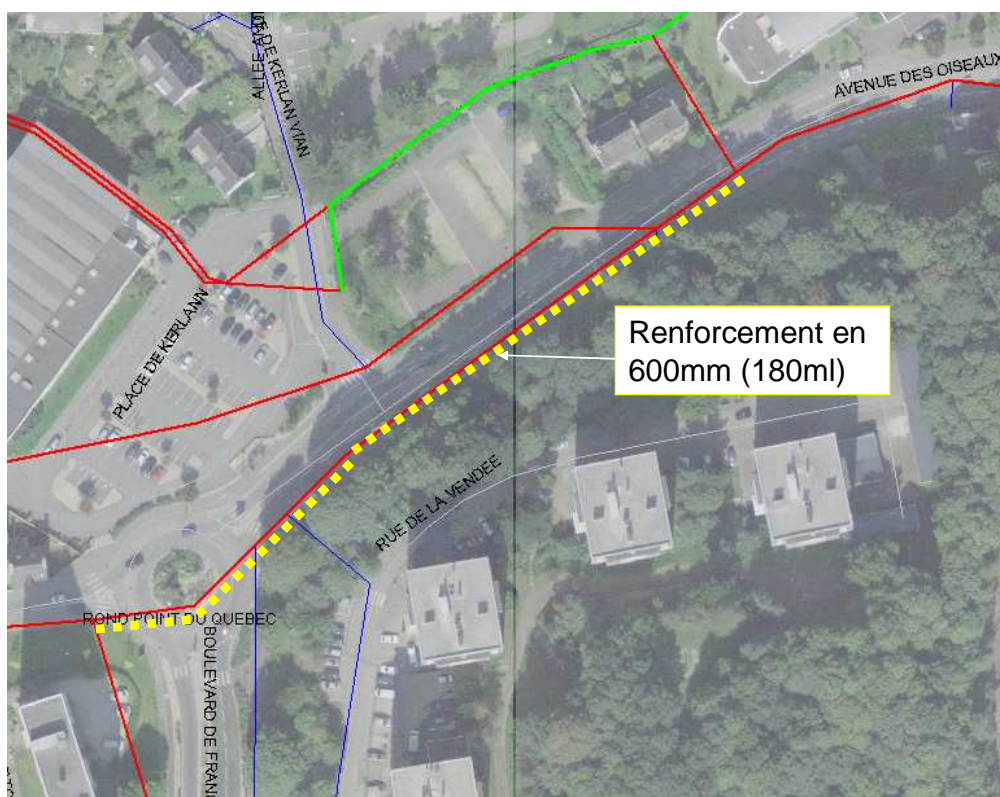 ALLEE AMD
E DE KERLAN VIAN
AVENUE DES OISEAUX
PLACE DE KERLANN
Renforcement en
600mm (180ml)
RUE DE LA VENDEE
ROND POINT DU QUEBEC
BOULEVARD DE FRAN